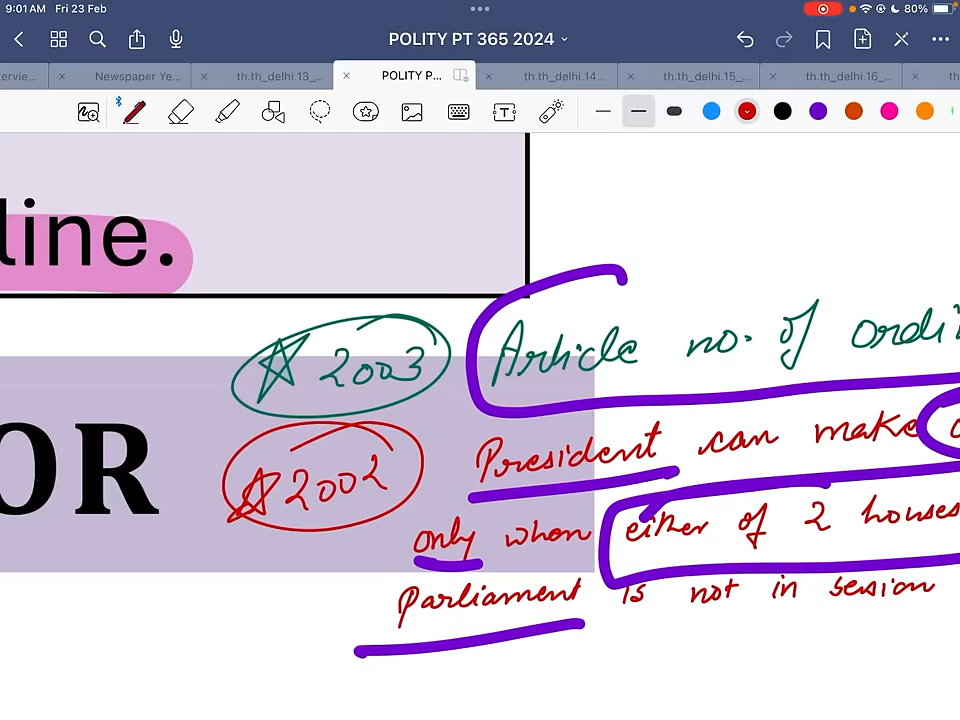 9:01 AM Fri 23 Feb
80%
POLITY PT 365 2024
Newspaper Ye...
th.th_delhi.13_...
POLITY P...
th.th_delhi.14...
th.th_delhi.15_...
th.th_delhi.16_...
line.
2003 Article no. of ordi
OR
2002 President can make
only when either of 2 houses
Parliament is not in session